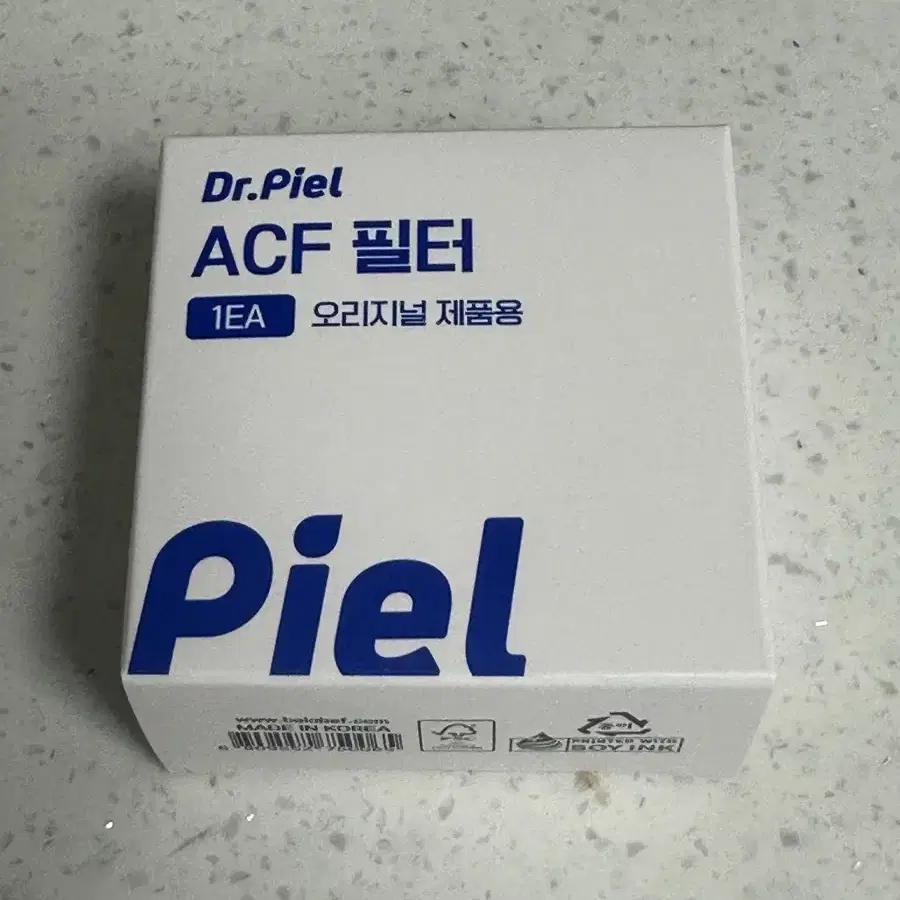 Dr.Piel
ACF 필터
1EA 오리지널 제품용
Piel
MADE IN KOREA
FSC
PRINTED WITH
SOY INK